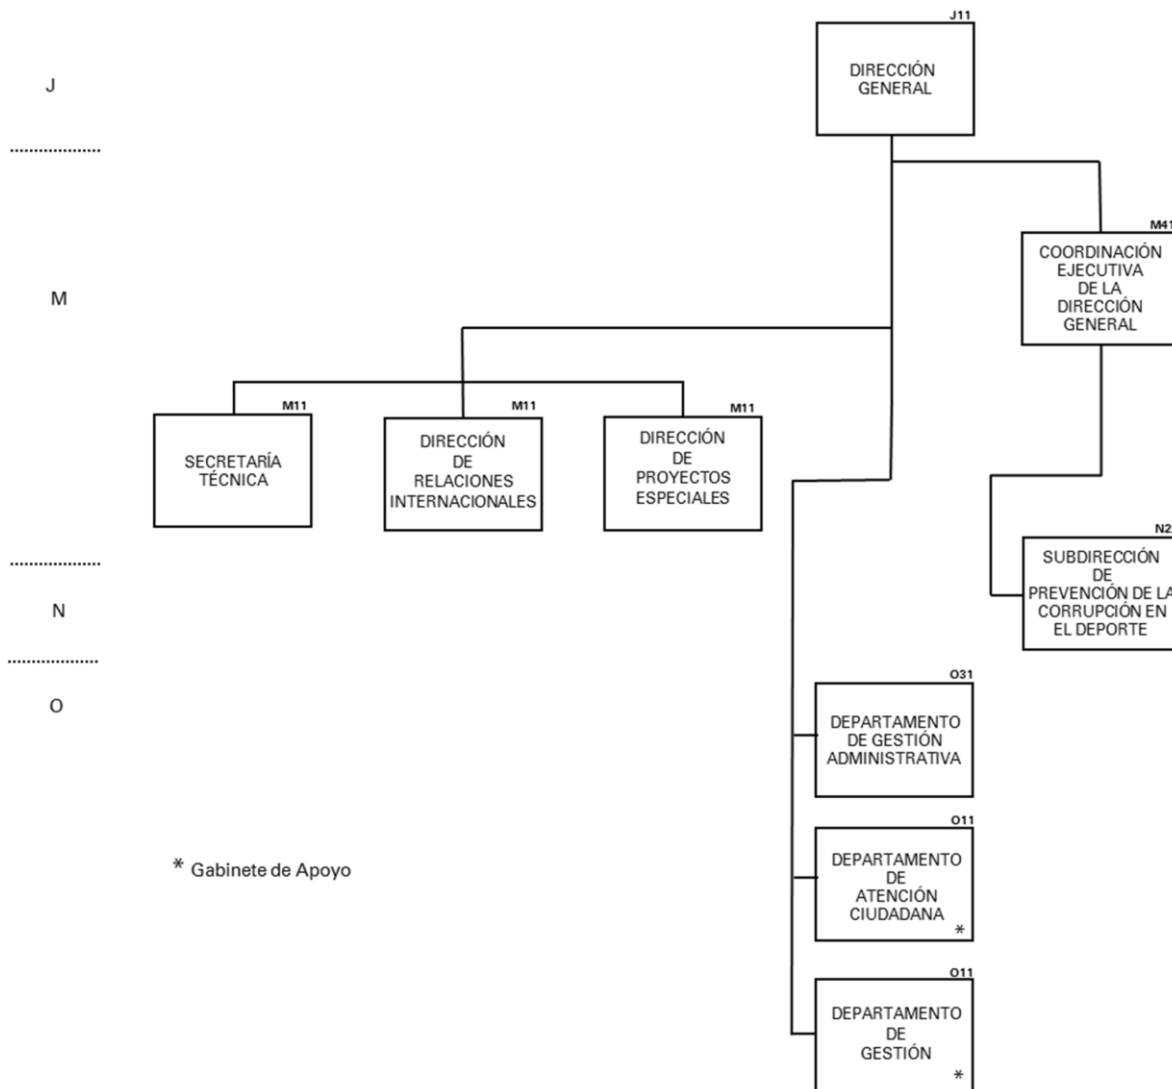 J11
DIRECCIÓN
GENERAL
J
....................
M41
COORDINACIÓN
EJECUTIVA
DE LA
DIRECCIÓN
GENERAL
M
M11
SECRETARÍA
TÉCNICA
M11
DIRECCIÓN
DE
RELACIONES
INTERNACIONALES
M11
DIRECCIÓN
DE
PROYECTOS
ESPECIALES
....................
N2
SUBDIRECCIÓN
DE
PREVENCIÓN DE LA
CORRUPCIÓN EN
EL DEPORTE
N
....................
O
O31
DEPARTAMENTO
DE GESTIÓN
ADMINISTRATIVA
O11
DEPARTAMENTO
DE
ATENCIÓN
CIUDADANA
*
* Gabinete de Apoyo
O11
DEPARTAMENTO
DE
GESTIÓN
*